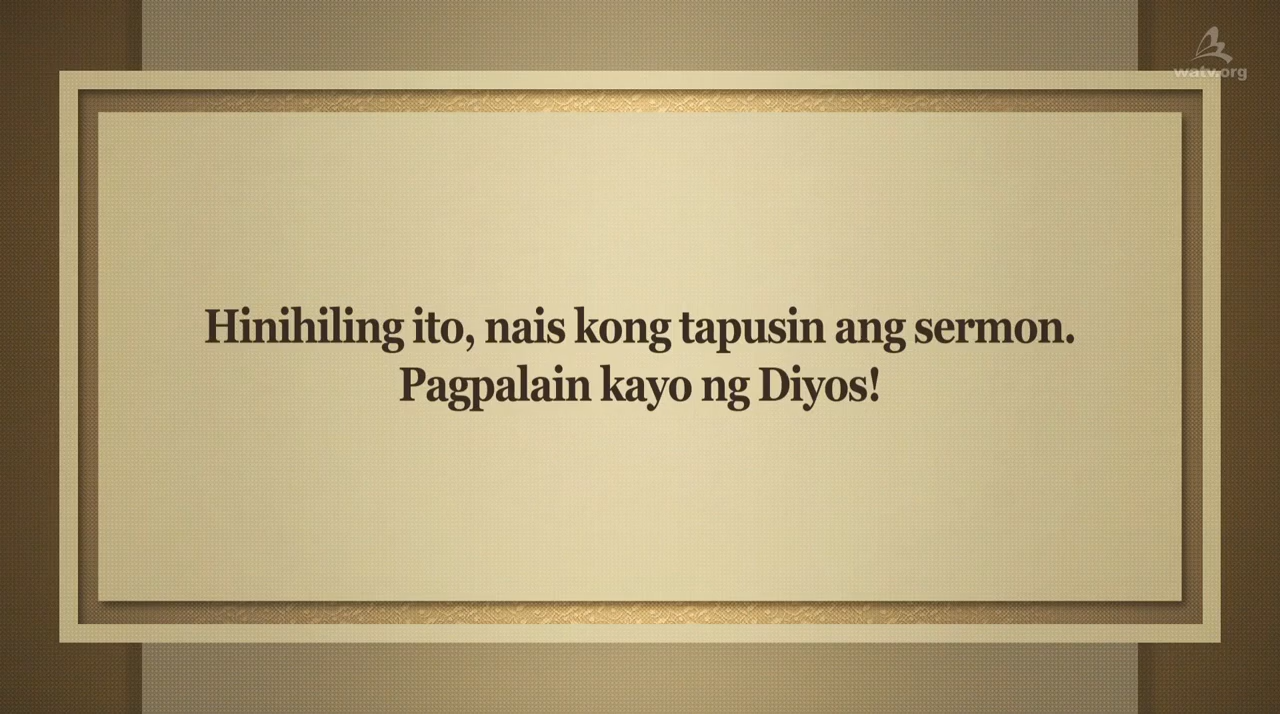 watv.org
Hinihiling ito, nais kong tapusin ang sermon.
Pagpalain kayo ng Diyos!